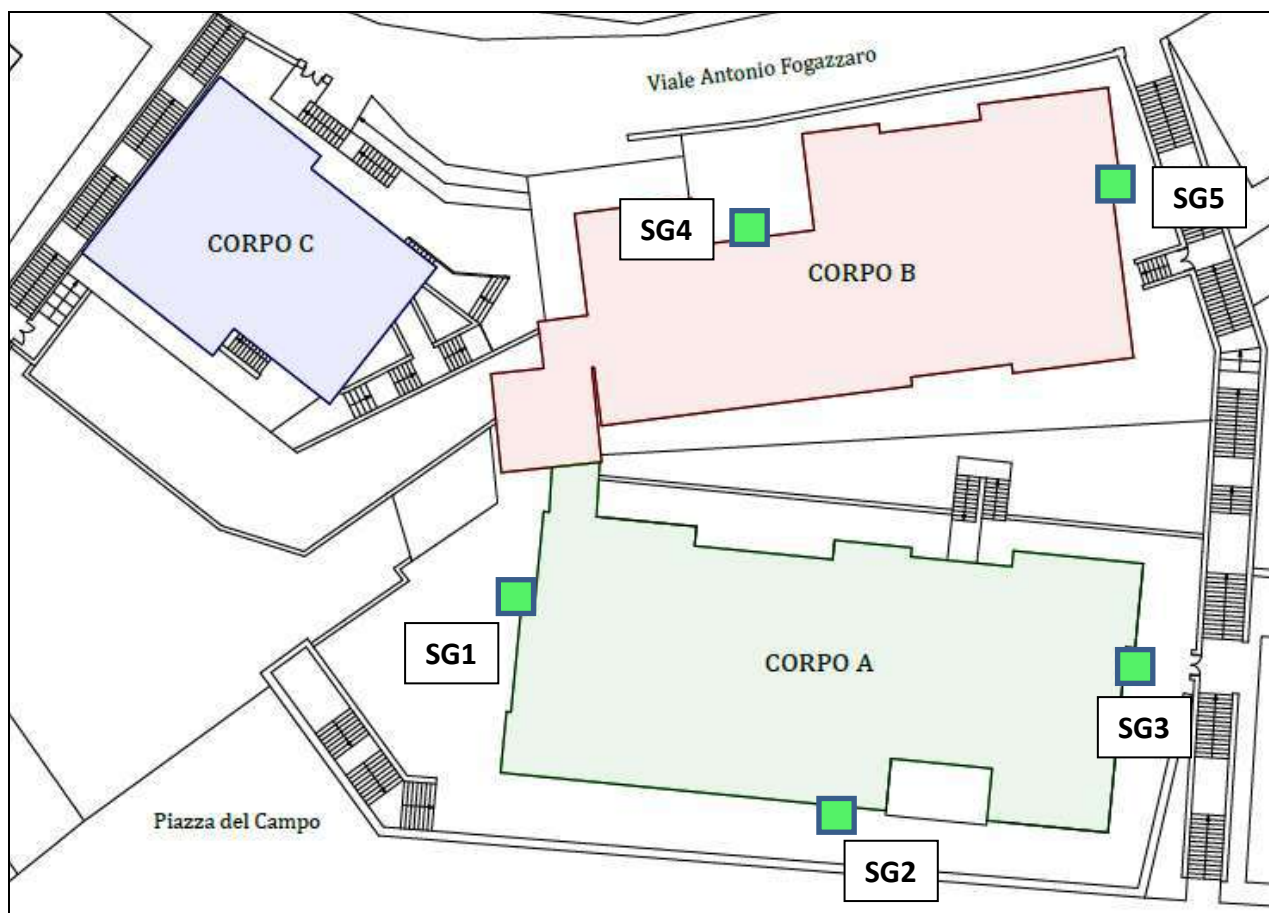 Viale Antonio Fogazzaro
SG5
SG4
CORPO C
CORPO B
SG1
CORPO A
SG3
Piazza del Campo
SG2